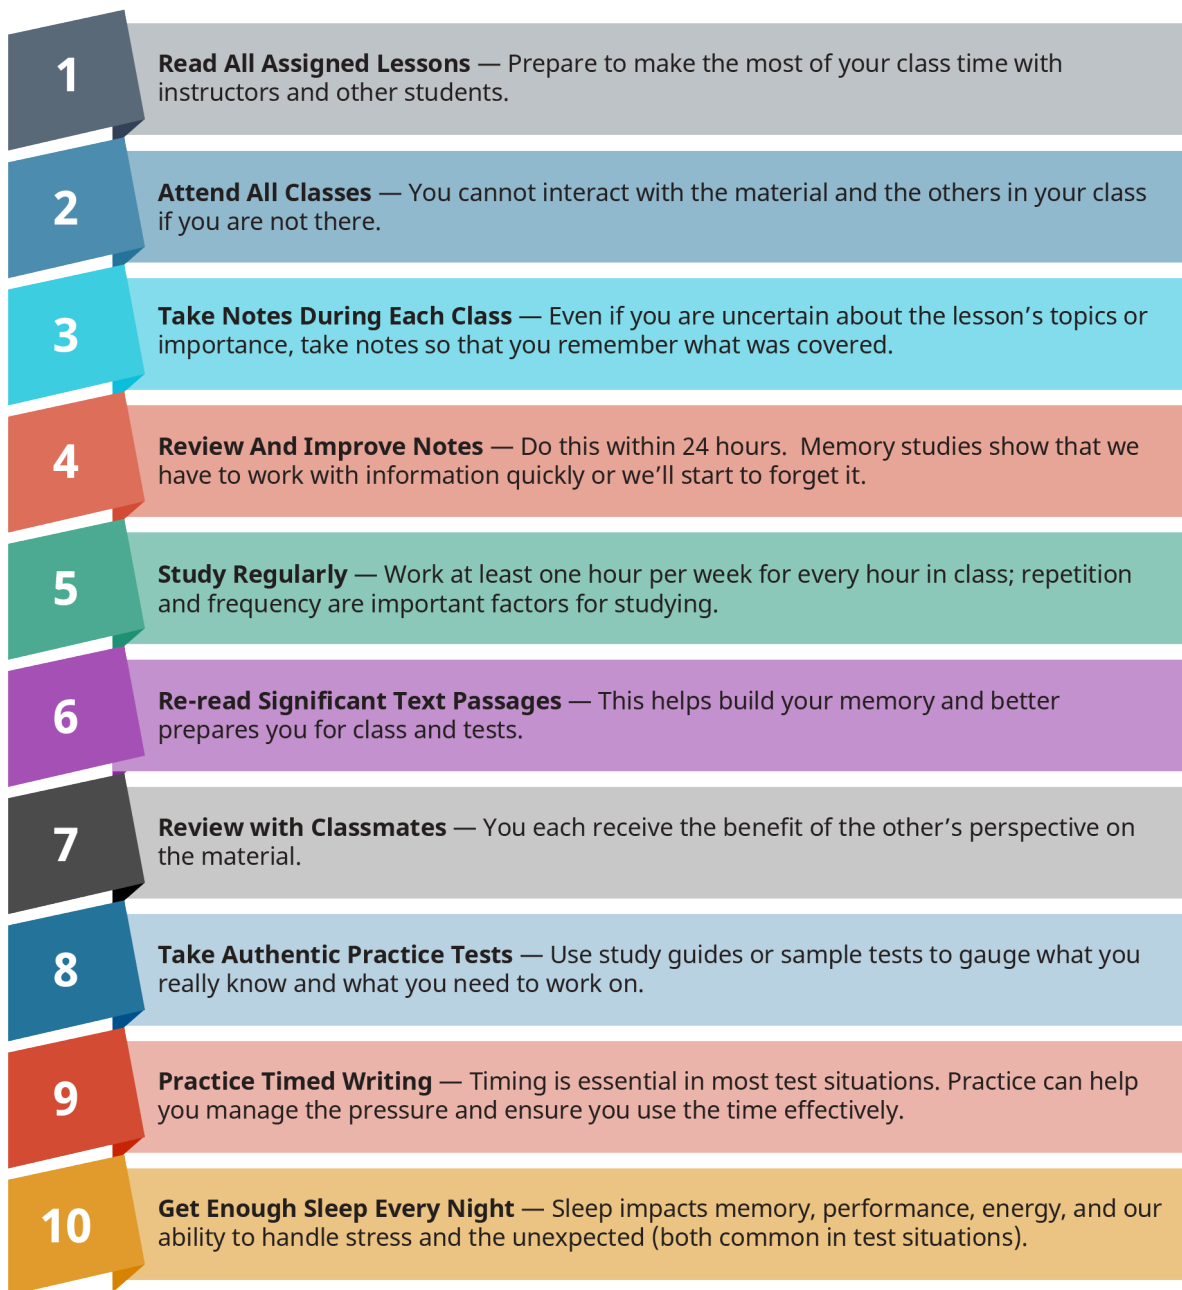 1
Read All Assigned Lessons — Prepare to make the most of your class time with
instructors and other students.
2
Attend All Classes — You cannot interact with the material and the others in your class
if you are not there.
3
Take Notes During Each Class — Even if you are uncertain about the lesson’s topics or
importance, take notes so that you remember what was covered.
4
Review And Improve Notes — Do this within 24 hours.  Memory studies show that we
have to work with information quickly or we’ll start to forget it.
5
Study Regularly — Work at least one hour per week for every hour in class; repetition
and frequency are important factors for studying.
6
Re-read Significant Text Passages — This helps build your memory and better
prepares you for class and tests.
7
Review with Classmates — You each receive the benefit of the other’s perspective on
the material.
8
Take Authentic Practice Tests — Use study guides or sample tests to gauge what you
really know and what you need to work on.
9
Practice Timed Writing — Timing is essential in most test situations. Practice can help
you manage the pressure and ensure you use the time effectively.
10
Get Enough Sleep Every Night — Sleep impacts memory, performance, energy, and our
ability to handle stress and the unexpected (both common in test situations).